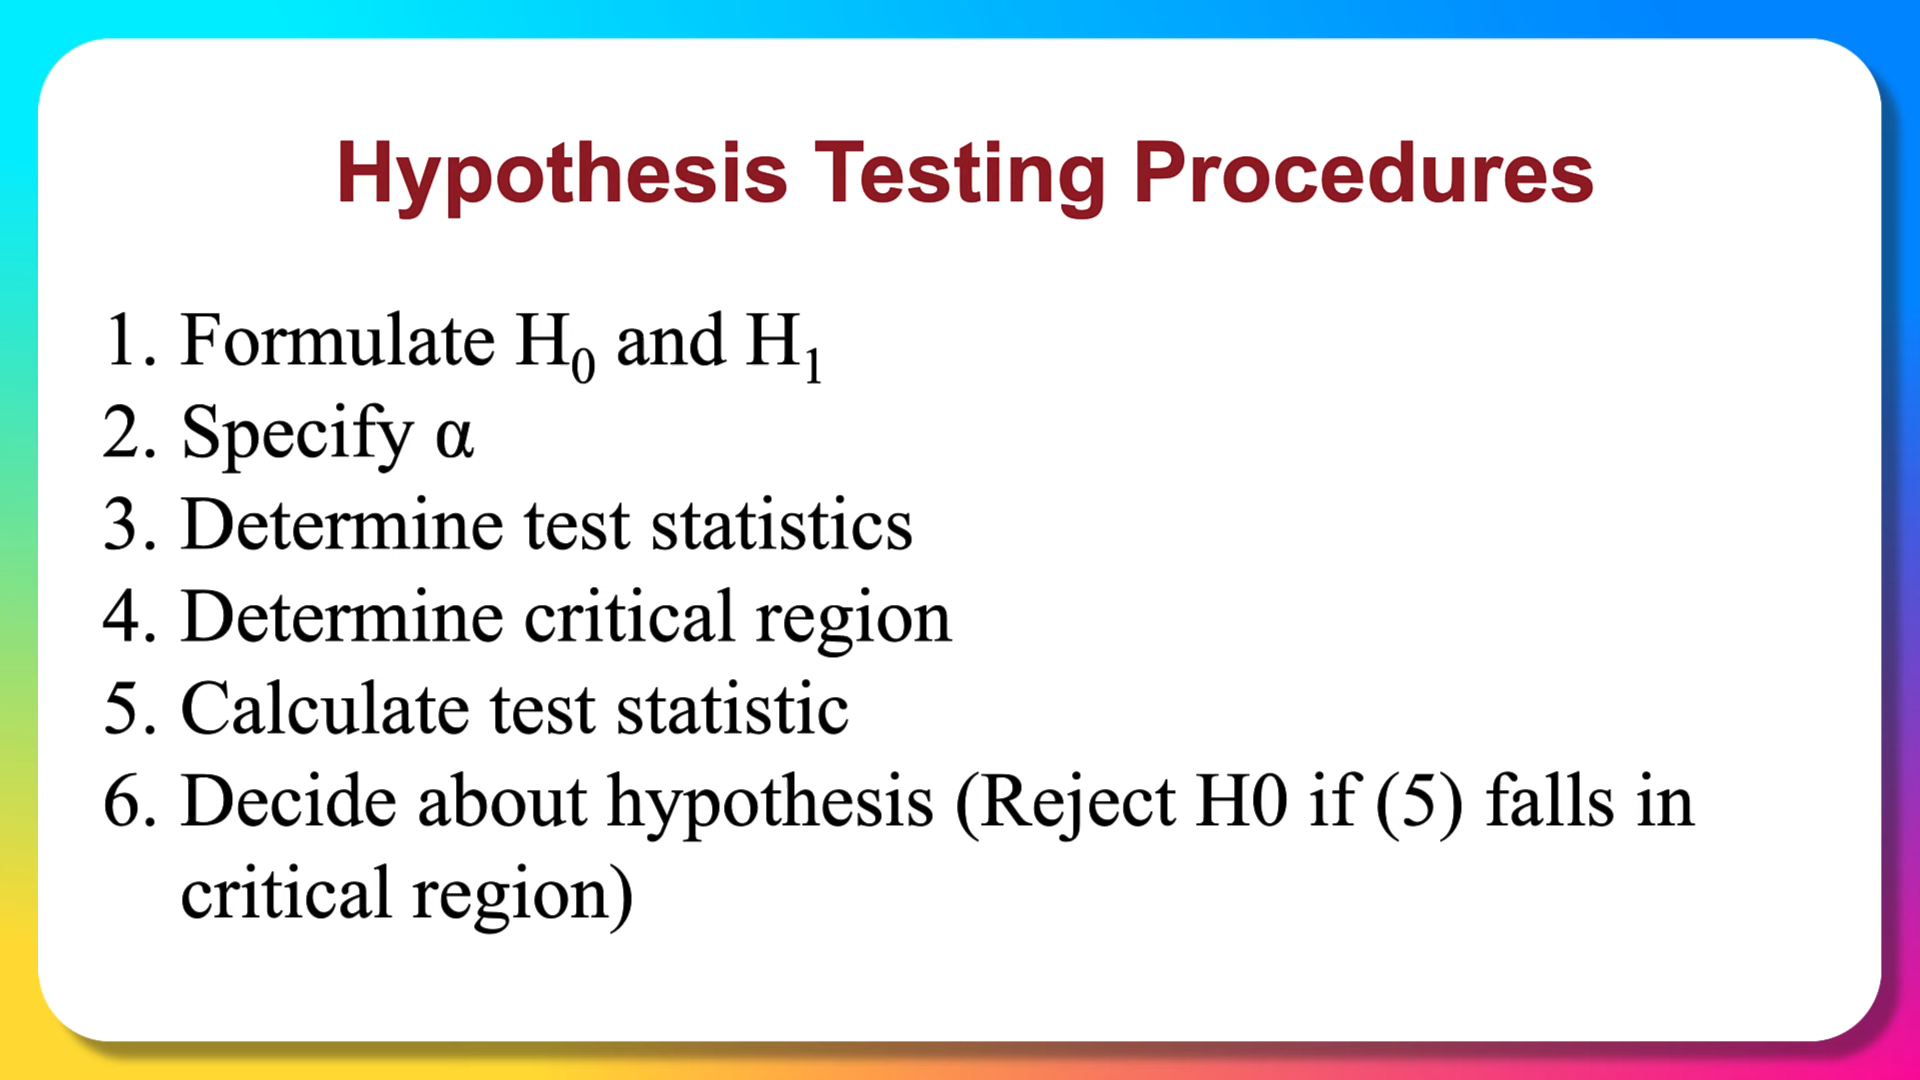 Hypothesis Testing Procedures
1. Formulate H₀ and H₁
2. Specify α
3. Determine test statistics
4. Determine critical region
5. Calculate test statistic
6. Decide about hypothesis (Reject H0 if (5) falls in
critical region)